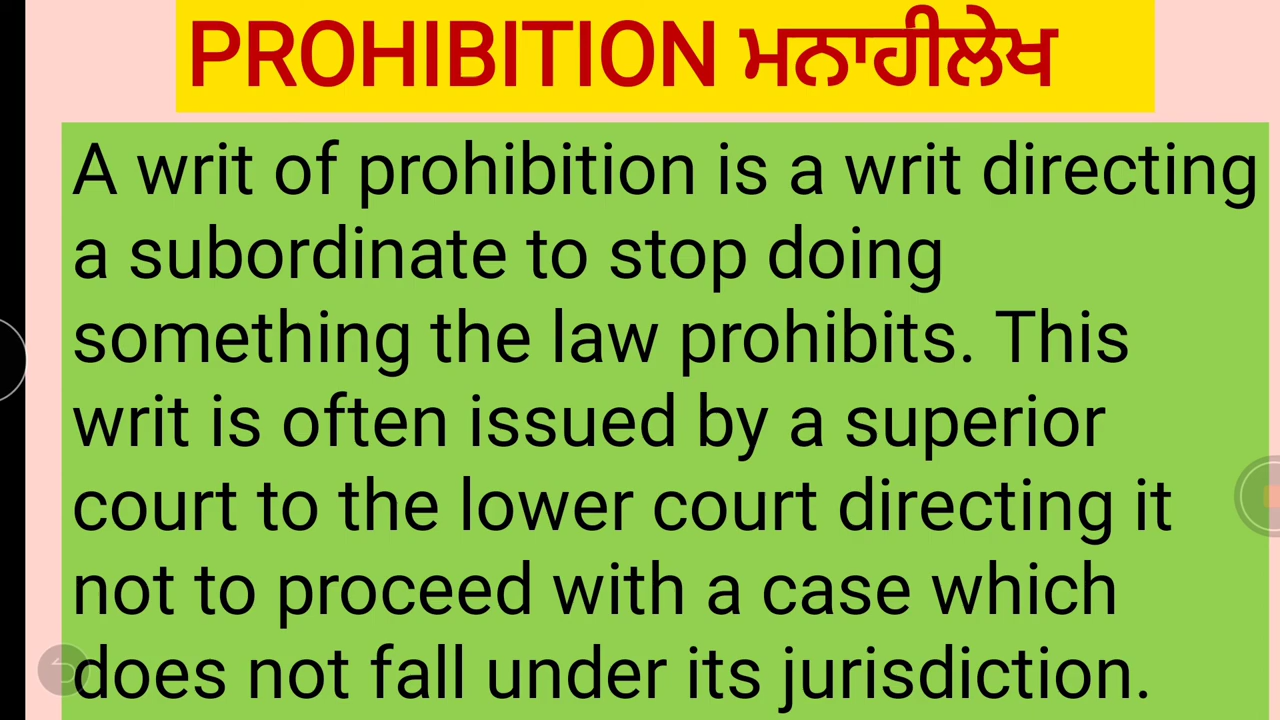 PROHIBITION ਮਨਾਹੀਲੇਖ
A writ of prohibition is a writ directing
a subordinate to stop doing
something the law prohibits. This
writ is often issued by a superior
court to the lower court directing it
not to proceed with a case which
does not fall under its jurisdiction.